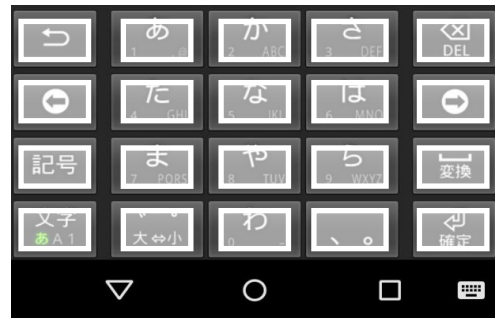 あ
1 .@
か
2 ABC
さ
3 DEF
DEL
た
4 GHI
な
5 JKL
は
6 MNO
記号
ま
7 PQRS
や
8 TUV
ら
9 WXYZ
変換
文字
あA1
゛゜
大⇔小
わ
0
、。
確定